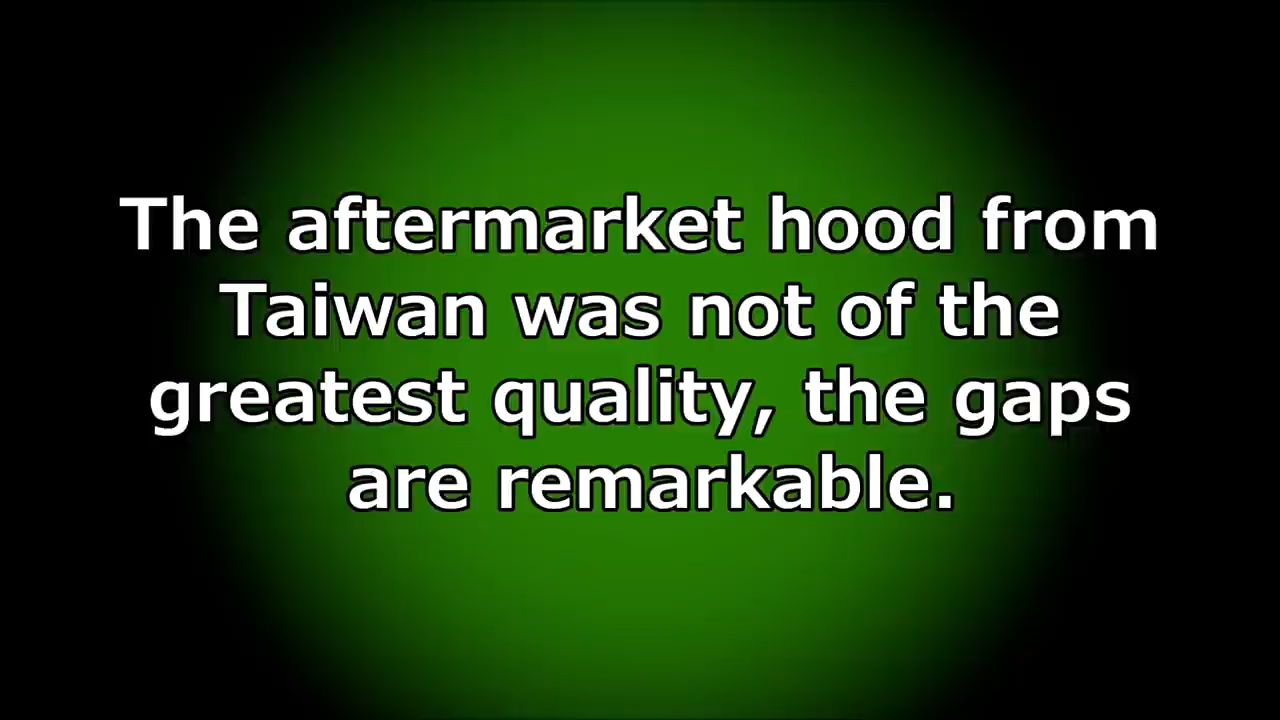 The aftermarket hood from
Taiwan was not of the
greatest quality, the gaps
are remarkable.